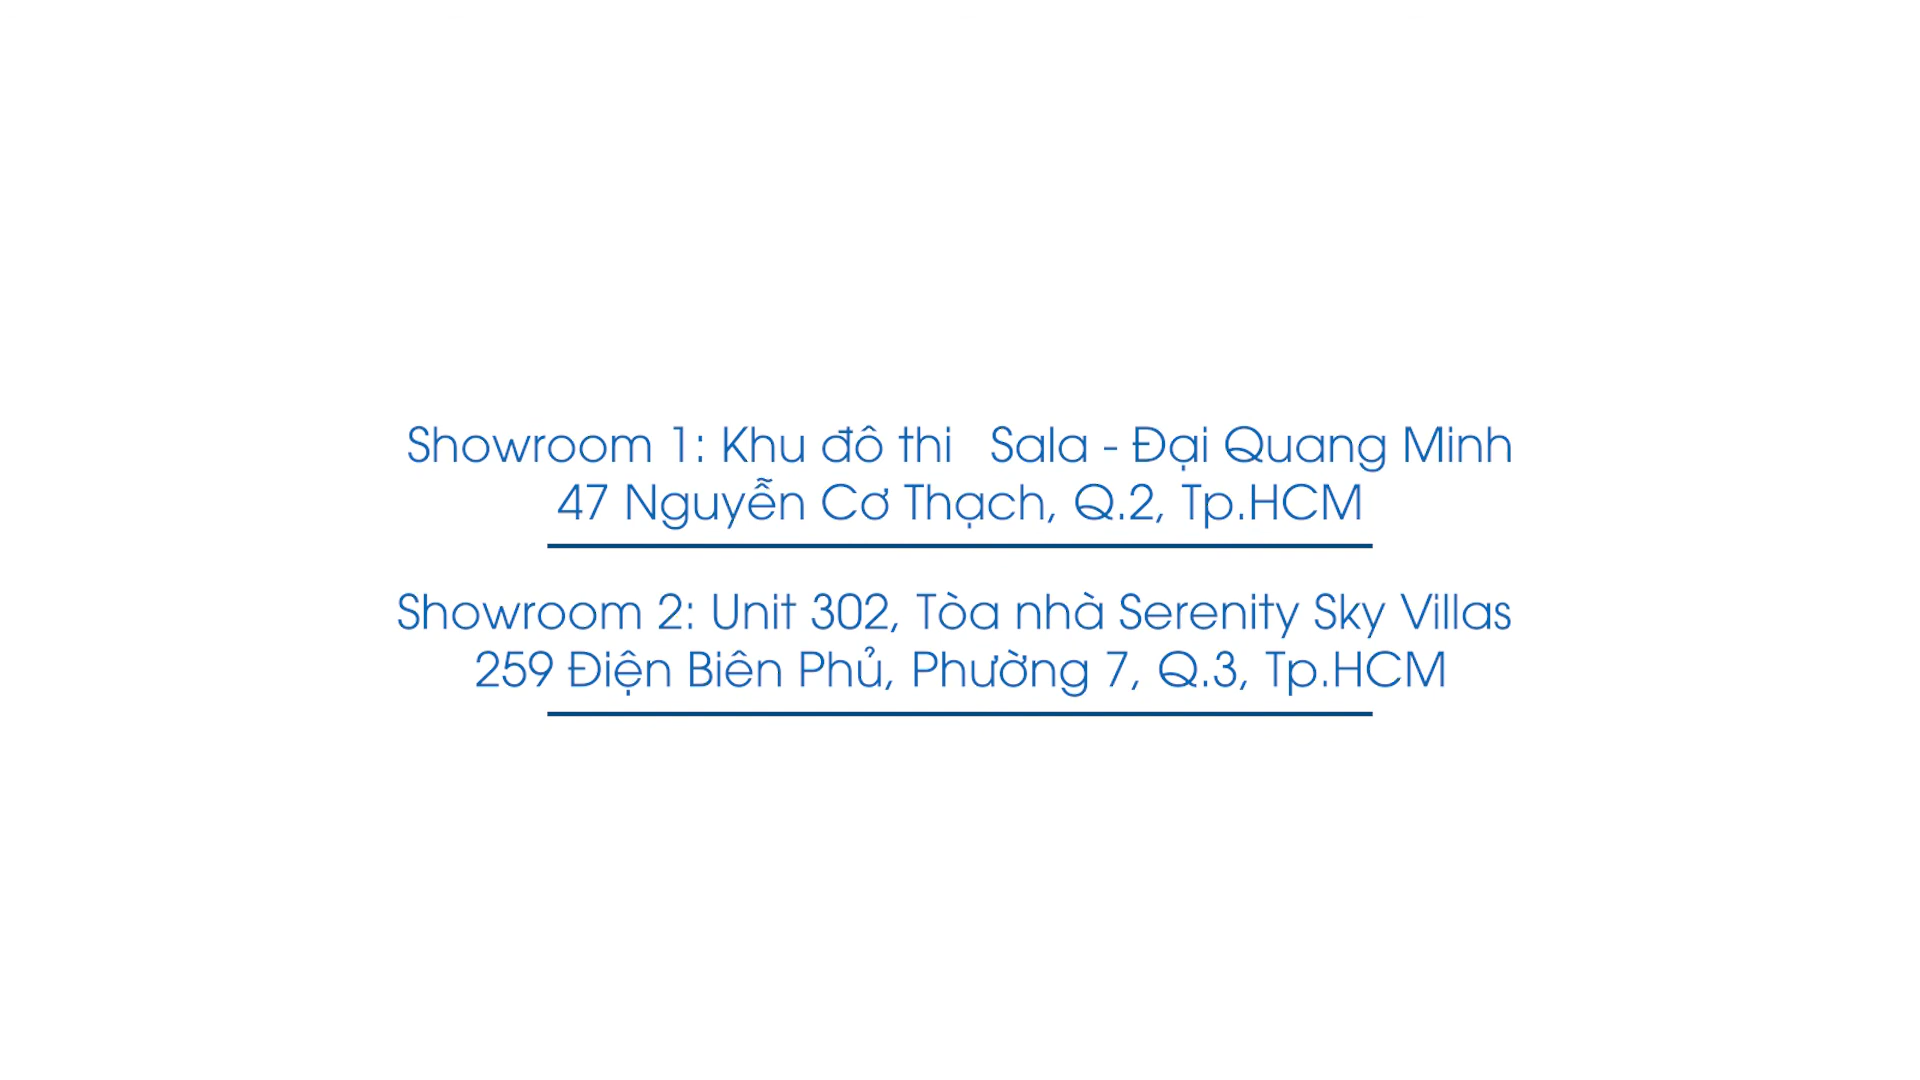 Showroom 1: Khu đô thi Sala - Đại Quang Minh
47 Nguyễn Cơ Thạch, Q.2, Tp.HCM
Showroom 2: Unit 302, Tòa nhà Serenity Sky Villas
259 Điện Biên Phủ, Phường 7, Q.3, Tp.HCM